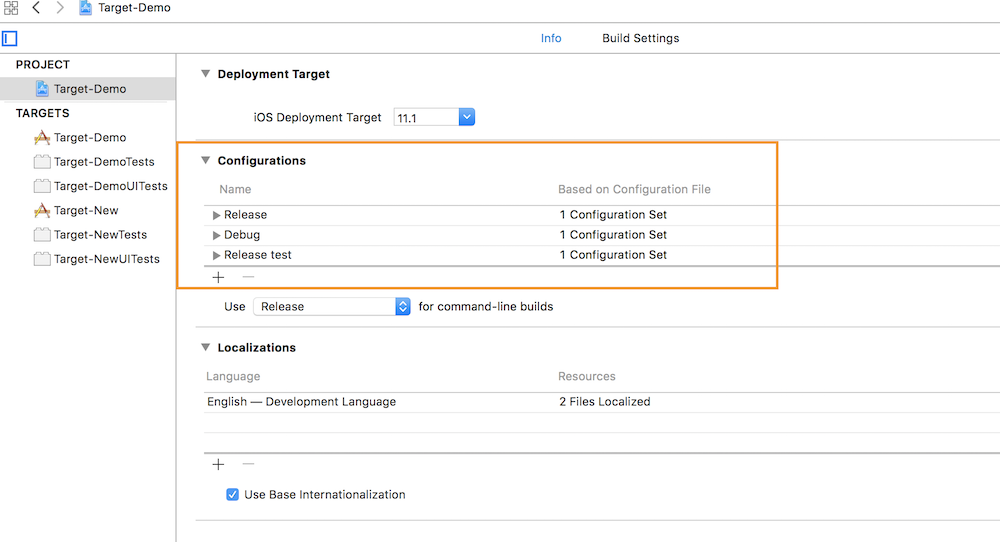 Target-Demo
Info Build Settings
PROJECT
Target-Demo
TARGETS
Target-Demo
Target-DemoTests
Target-DemoUITests
Target-New
Target-NewTests
Target-NewUITests
Deployment Target
iOS Deployment Target 11.1
Configurations
Name Based on Configuration File
Release 1 Configuration Set
Debug 1 Configuration Set
Release test 1 Configuration Set
Use Release for command-line builds
Localizations
Language Resources
English — Development Language 2 Files Localized
Use Base Internationalization